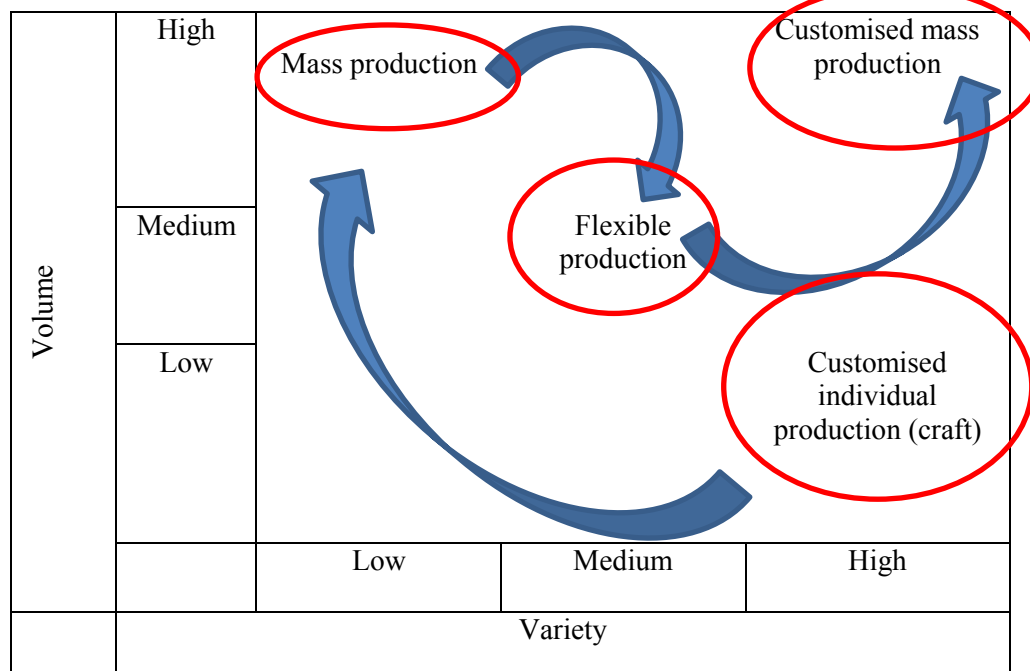 High
Mass production
Customised mass
production
Medium
Flexible
production
Volume
Low
Customised
individual
production (craft)
Low
Medium
High
Variety